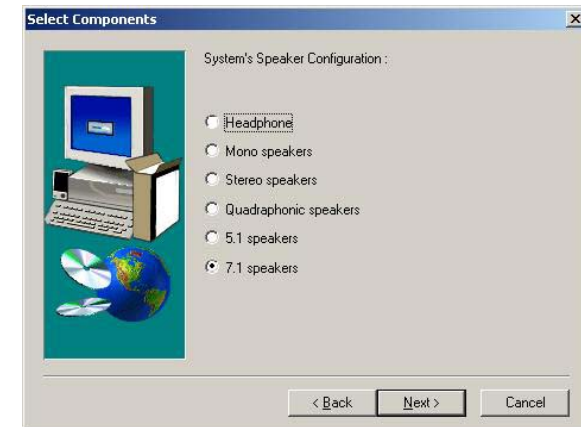 Select Components
System's Speaker Configuration :
Headphone
Mono speakers
Stereo speakers
Quadraphonic speakers
5.1 speakers
7.1 speakers
< Back
Next >
Cancel